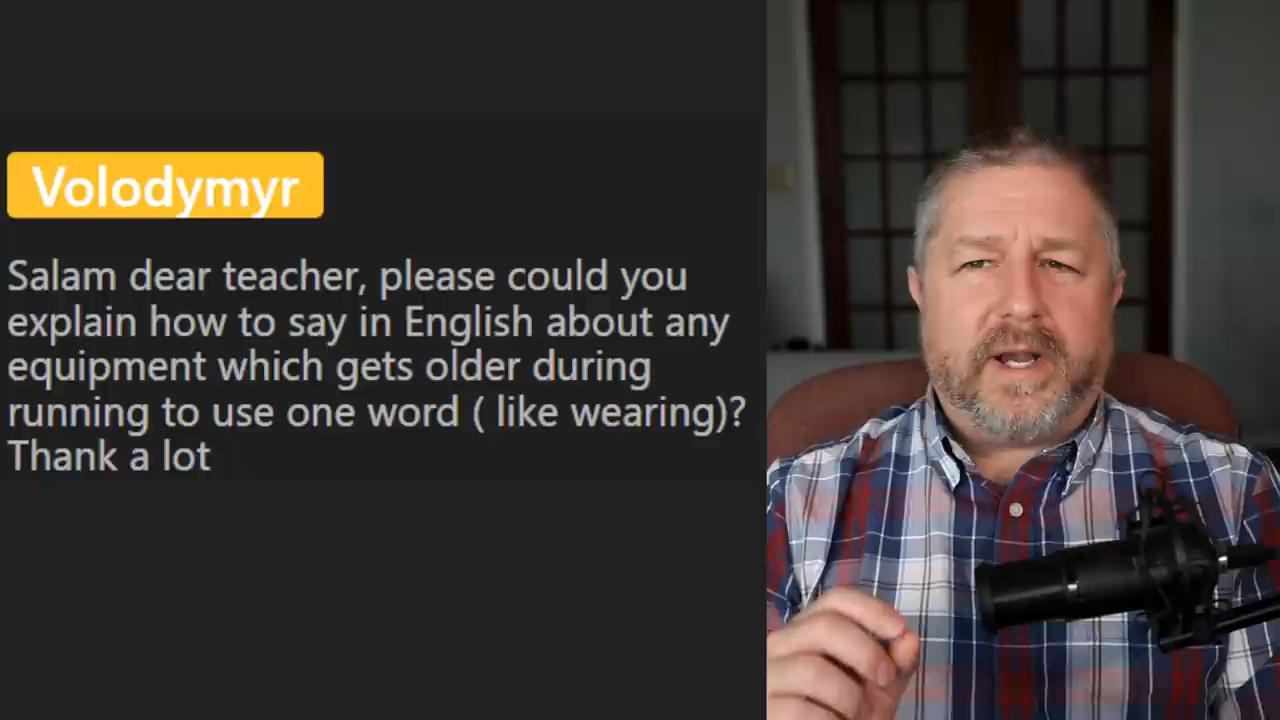 Volodymyr
Salam dear teacher, please could you
explain how to say in English about any
equipment which gets older during
running to use one word ( like wearing)?
Thank a lot